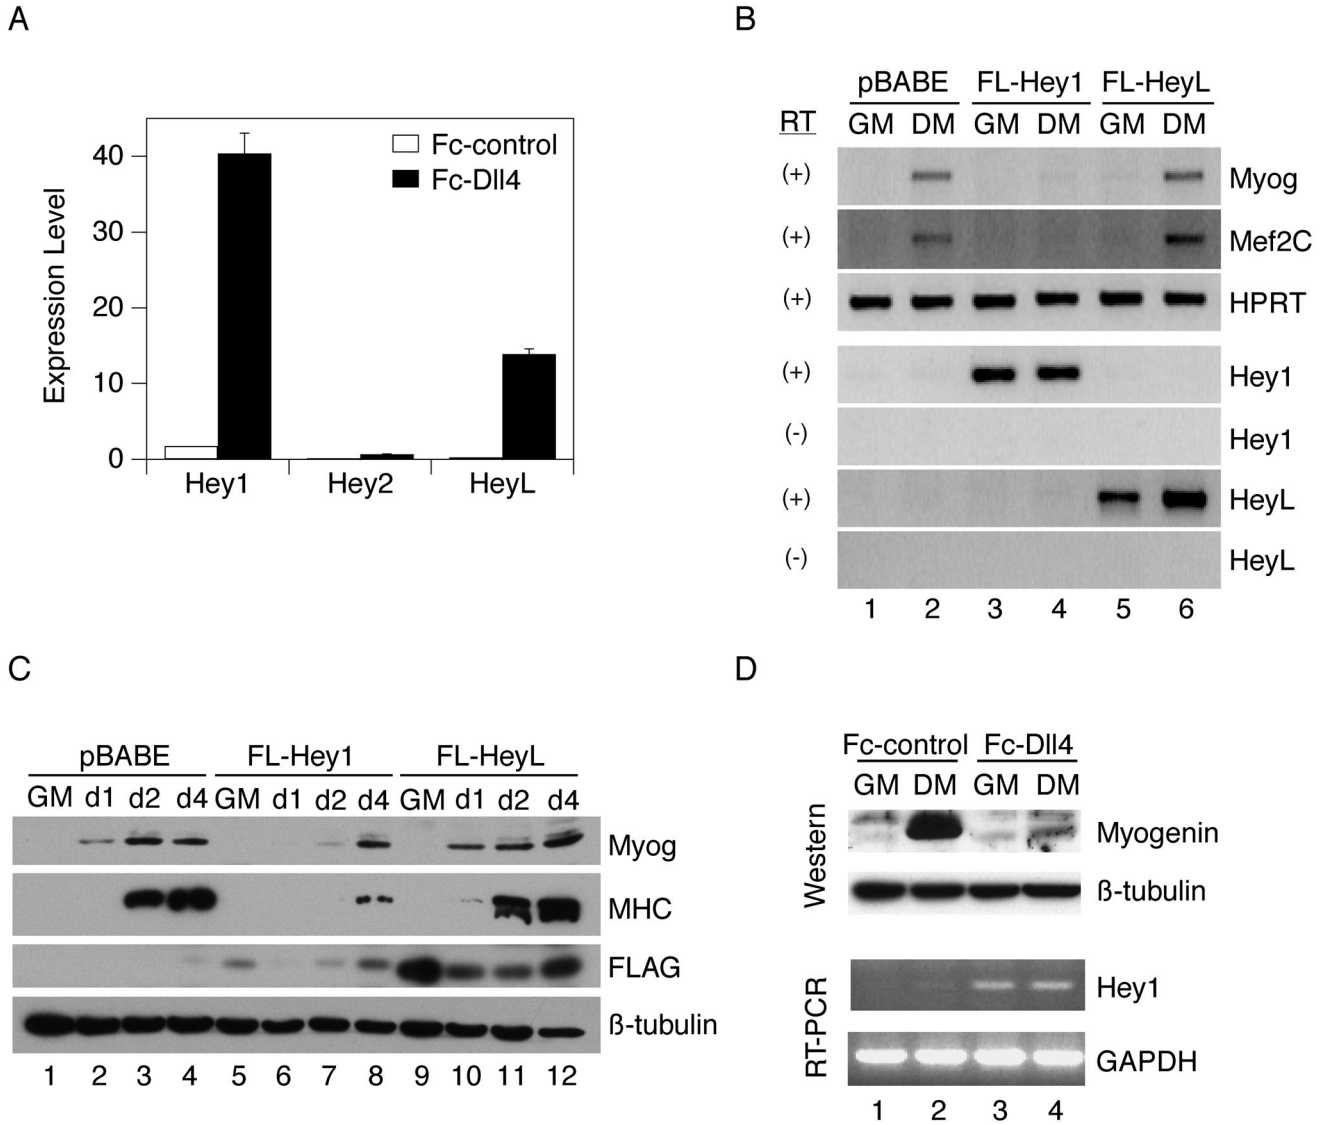 A
Expression Level
40
30
20
10
0
Fc-control
Fc-Dll4
Hey1 Hey2 HeyL
B
pBABE FL-Hey1 FL-HeyL
RT GM DM GM DM GM DM
(+) Myog
(+) Mef2C
(+) HPRT
(+) Hey1
(-) Hey1
(+) HeyL
(-) HeyL
1 2 3 4 5 6
C
pBABE FL-Hey1 FL-HeyL
GM d1 d2 d4 GM d1 d2 d4 GM d1 d2 d4
Myog
MHC
FLAG
ß-tubulin
1 2 3 4 5 6 7 8 9 10 11 12
D
Fc-control Fc-Dll4
GM DM GM DM
Western
Myogenin
ß-tubulin
RT-PCR
Hey1
GAPDH
1 2 3 4